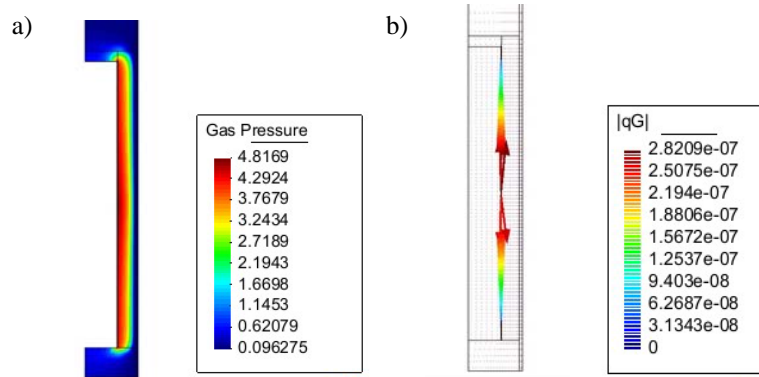 a)
Gas Pressure
4.8169
4.2924
3.7679
3.2434
2.7189
2.1943
1.6698
1.1453
0.62079
0.096275
b)
|qG|
2.8209e-07
2.5075e-07
2.194e-07
1.8806e-07
1.5672e-07
1.2537e-07
9.403e-08
6.2687e-08
3.1343e-08
0